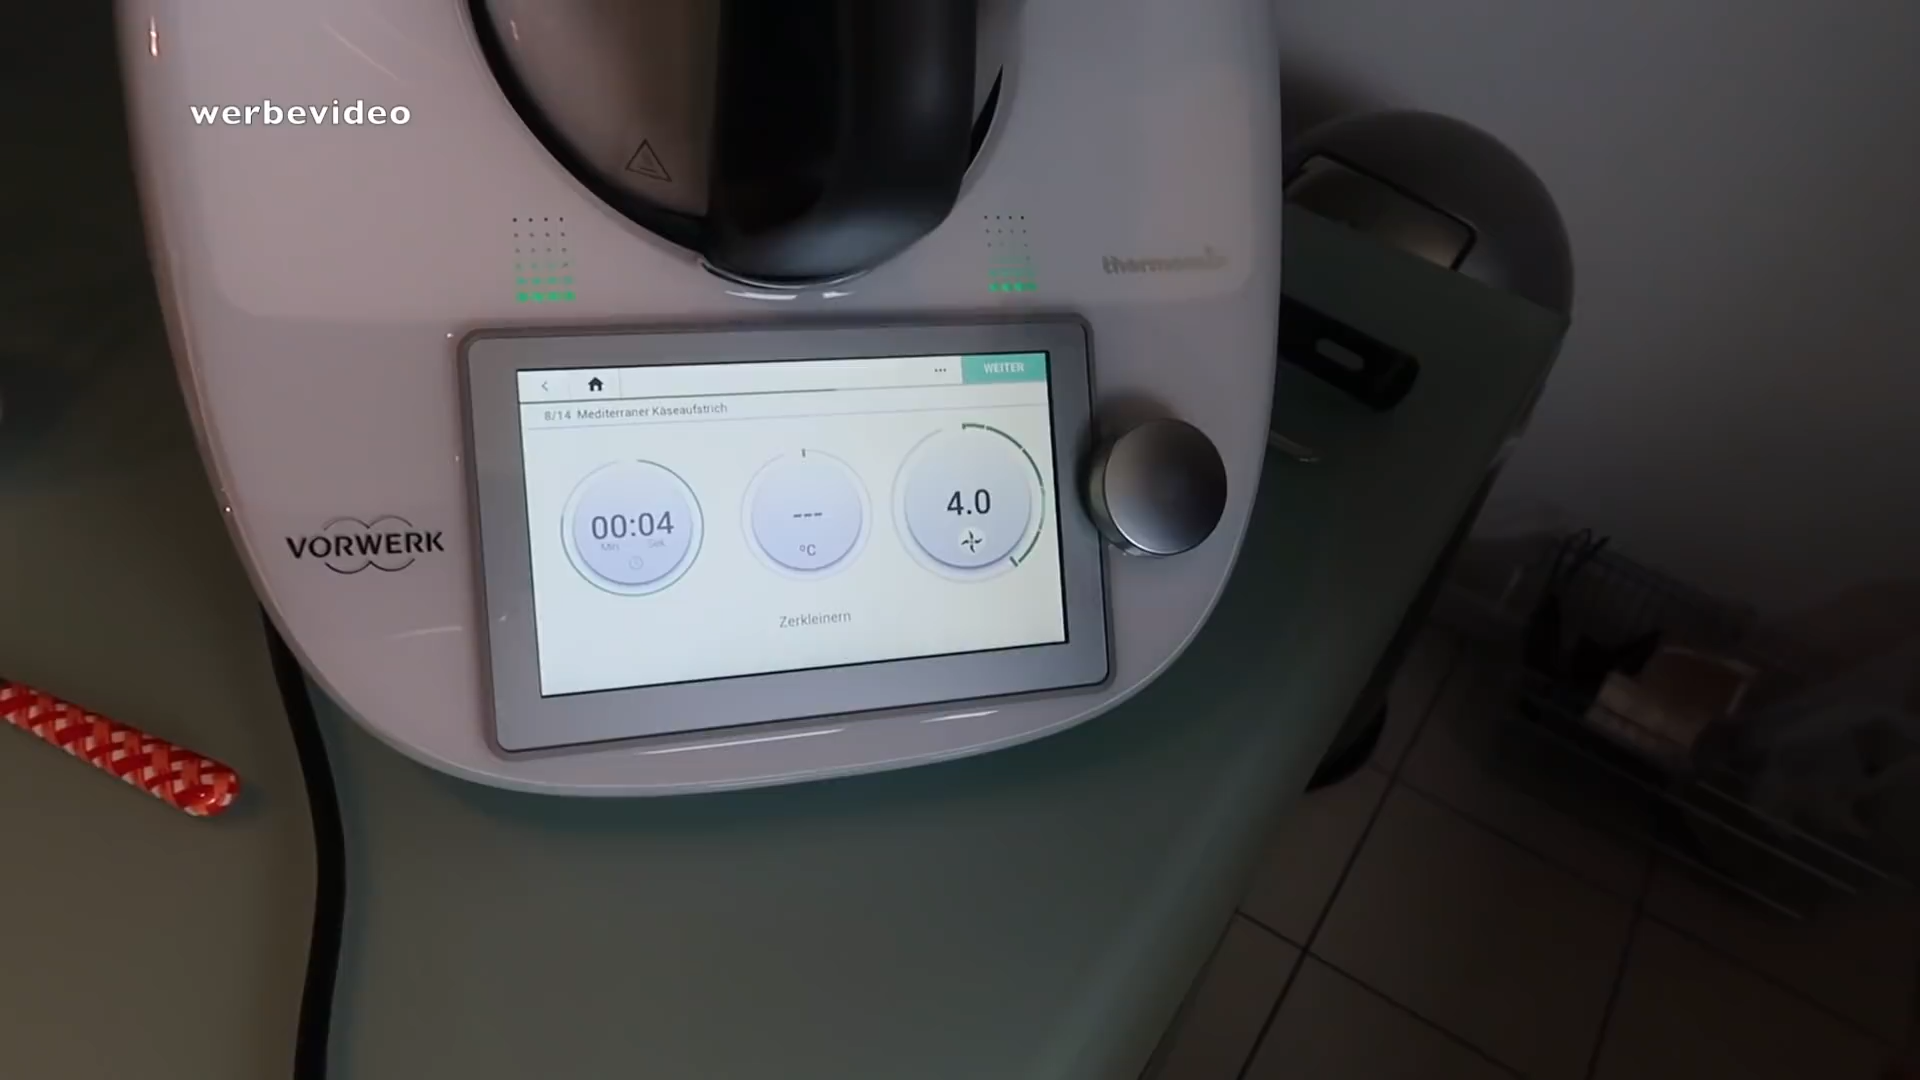 werbevideo
thermomix
WEITER
8/14 Mediterraner Käseaufstrich
00:04
Min Sek
---
°C
4.0
VORWERK
Zerkleinern